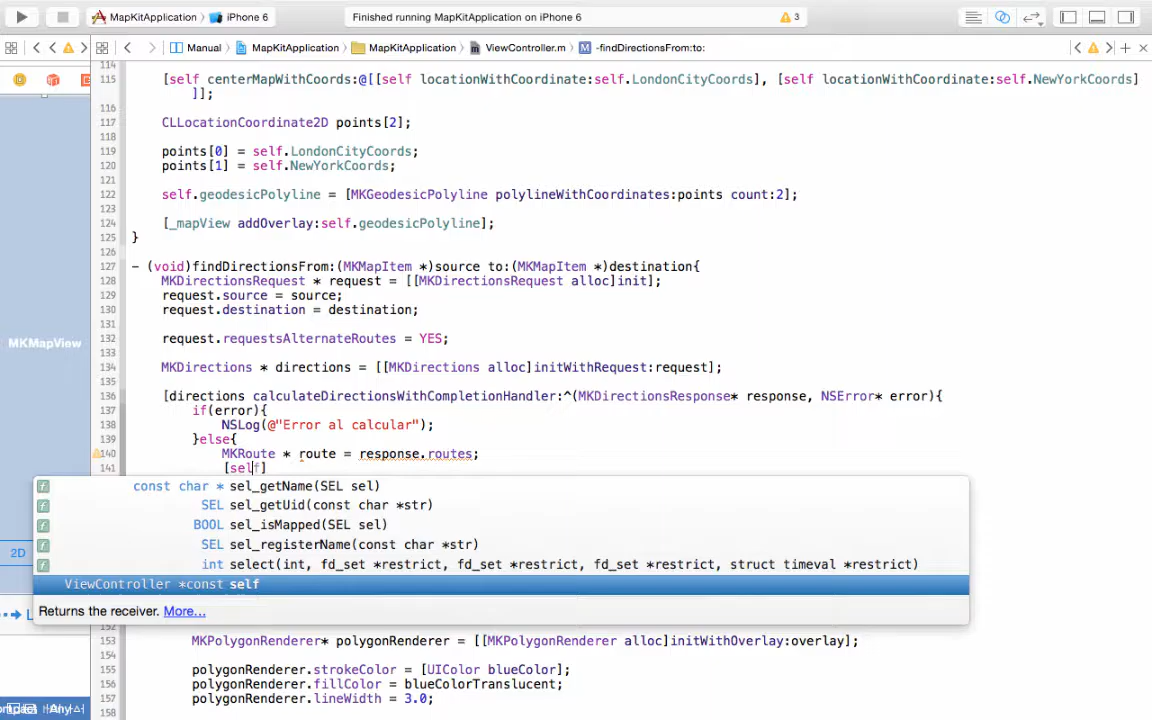 MapKitApplication iPhone 6 Finished running MapKitApplication on iPhone 6 3
Manual MapKitApplication MapKitApplication ViewController.m M -findDirectionsFrom:to:
114
115 [self centerMapWithCoords:@[[self locationWithCoordinate:self.LondonCityCoords], [self locationWithCoordinate:self.NewYorkCoords]
]];
116
117 CLLocationCoordinate2D points[2];
118
119 points[0] = self.LondonCityCoords;
120 points[1] = self.NewYorkCoords;
121
122 self.geodesicPolyline = [MKGeodesicPolyline polylineWithCoordinates:points count:2];
123
124 [_mapView addOverlay:self.geodesicPolyline];
125 }
126
127 - (void)findDirectionsFrom:(MKMapItem *)source to:(MKMapItem *)destination{
128 MKDirectionsRequest * request = [[MKDirectionsRequest alloc]init];
129 request.source = source;
130 request.destination = destination;
131
132 request.requestsAlternateRoutes = YES;
133
MKMapView
134 MKDirections * directions = [[MKDirections alloc]initWithRequest:request];
135
136 [directions calculateDirectionsWithCompletionHandler:^(MKDirectionsResponse* response, NSError* error){
137 if(error){
138 NSLog(@"Error al calcular");
139 }else{
140 MKRoute * route = response.routes;
141 [self]
f const char * sel_getName(SEL sel)
f SEL sel_getUid(const char *str)
f BOOL sel_isMapped(SEL sel)
f SEL sel_registerName(const char *str)
f int select(int, fd_set *restrict, fd_set *restrict, fd_set *restrict, struct timeval *restrict)
2D
ViewController *const self
Returns the receiver. More...
152
153 MKPolygonRenderer* polygonRenderer = [[MKPolygonRenderer alloc]initWithOverlay:overlay];
154
155 polygonRenderer.strokeColor = [UIColor blueColor];
156 polygonRenderer.fillColor = blueColorTranslucent;
157 polygonRenderer.lineWidth = 3.0;
158